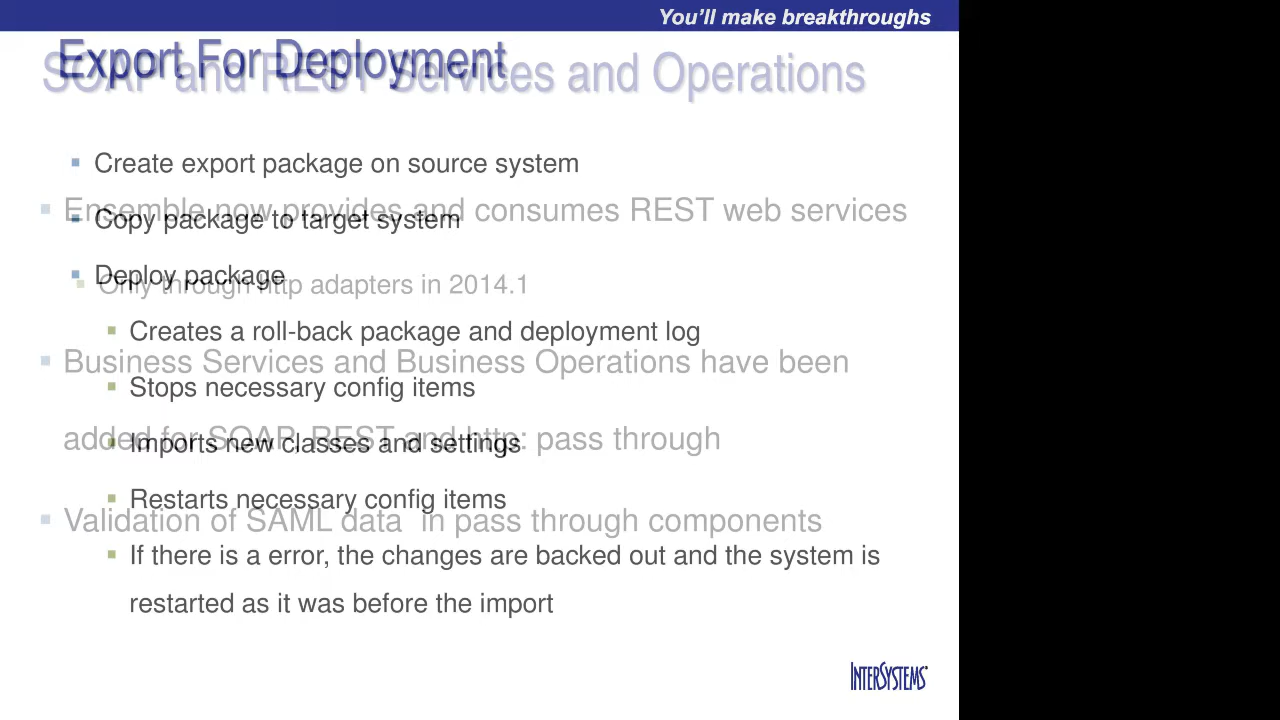 You'll make breakthroughs
Export For Deployment
SOAP and REST Services and Operations
Create export package on source system
Ensemble now provides and consumes REST web services
Copy package to target system
Deploy package
Only through http adapters in 2014.1
Creates a roll-back package and deployment log
Business Services and Business Operations have been
Stops necessary config items
added for SOAP, REST and http: pass through
Imports new classes and settings
Restarts necessary config items
Validation of SAML data in pass through components
If there is a error, the changes are backed out and the system is
restarted as it was before the import
INTERSYSTEMS